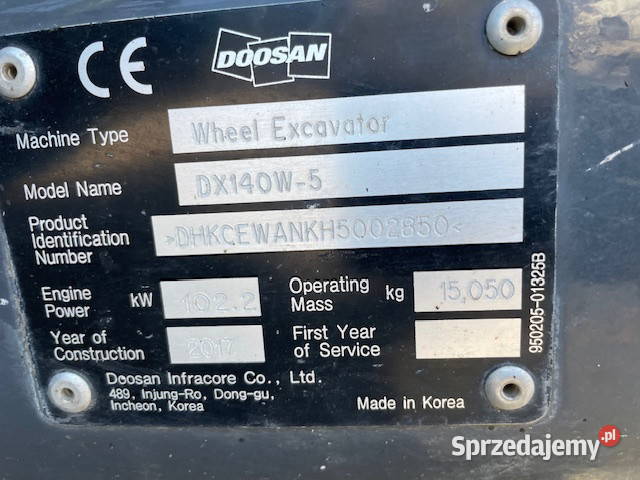 CE
DOOSAN
Machine Type Wheel Excavator
Model Name DX140W-5
Product
Identification >DHKCEWANKH5002850<
Number
Engine
Power kW 102.2
Operating
Mass kg 15,050
Year of
Construction 2017
First Year
of Service
Doosan Infracore Co., Ltd.
489, Injung-Ro, Dong-gu,
Incheon, Korea
Made in Korea
950205-01325B
Sprzedajemy.pl